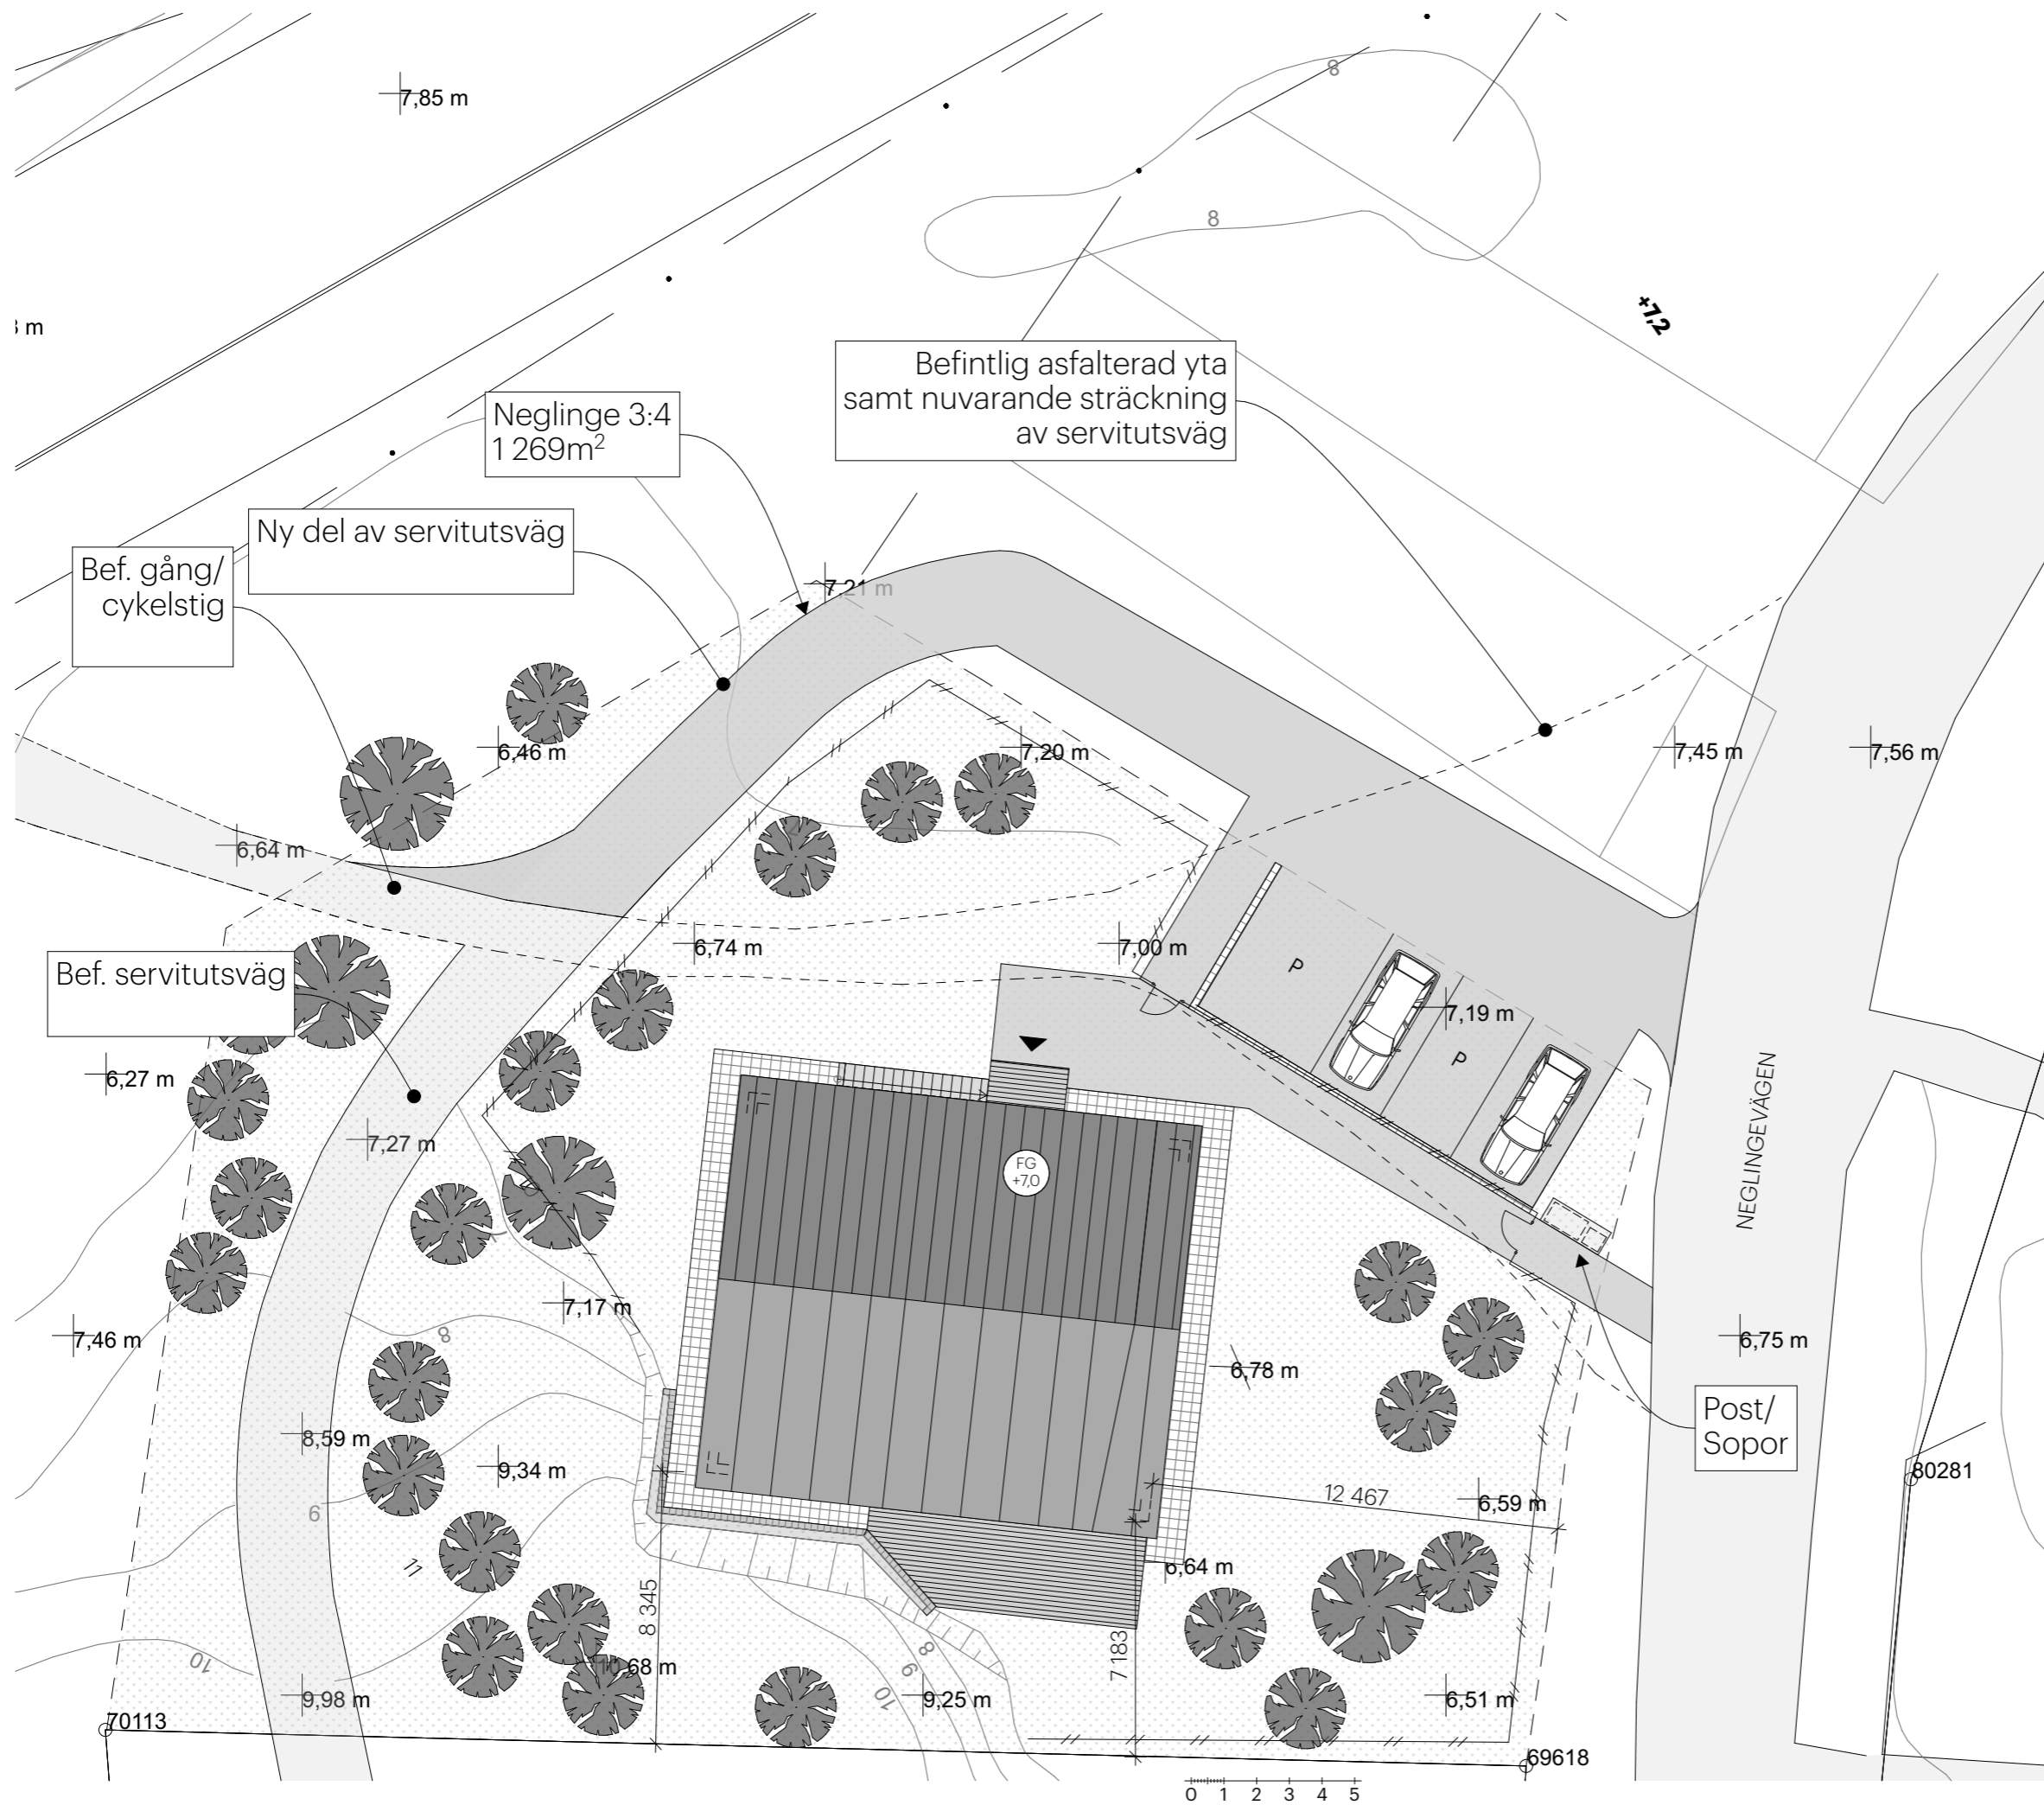 7,85 m
8
8
+7,2
m
Befintlig asfalterad yta
samt nuvarande sträckning
av servitutsväg
Neglinge 3:4
1 269m²
Ny del av servitutsväg
Bef. gång/
cykelstig
7,21 m
6,46 m
7,20 m
7,45 m
7,56 m
6,64 m
6,74 m
7,00 m
P
7,19 m
P
Bef. servitutsväg
6,27 m
7,27 m
NEGLINGEVÄGEN
FG
+7,0
7
7,17 m
8
7,46 m
6,78 m
6,75 m
Post/
Sopor
8,59 m
9,34 m
80281
12 467
6,59 m
9
11
6,64 m
8 345
7 183
10
10,68 m
8
9
10
9,98 m
9,25 m
6,51 m
70113
69618
0 1 2 3 4 5